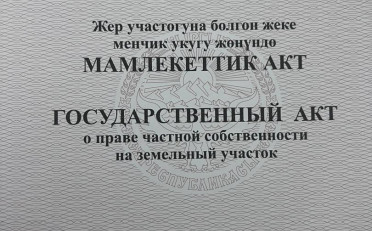 Жер участогуна болгон жеке
менчик укугу жөнүндө
МАМЛЕКЕТТИК АКТ
ГОСУДАРСТВЕННЫЙ АКТ
о праве частной собственности
на земельный участок